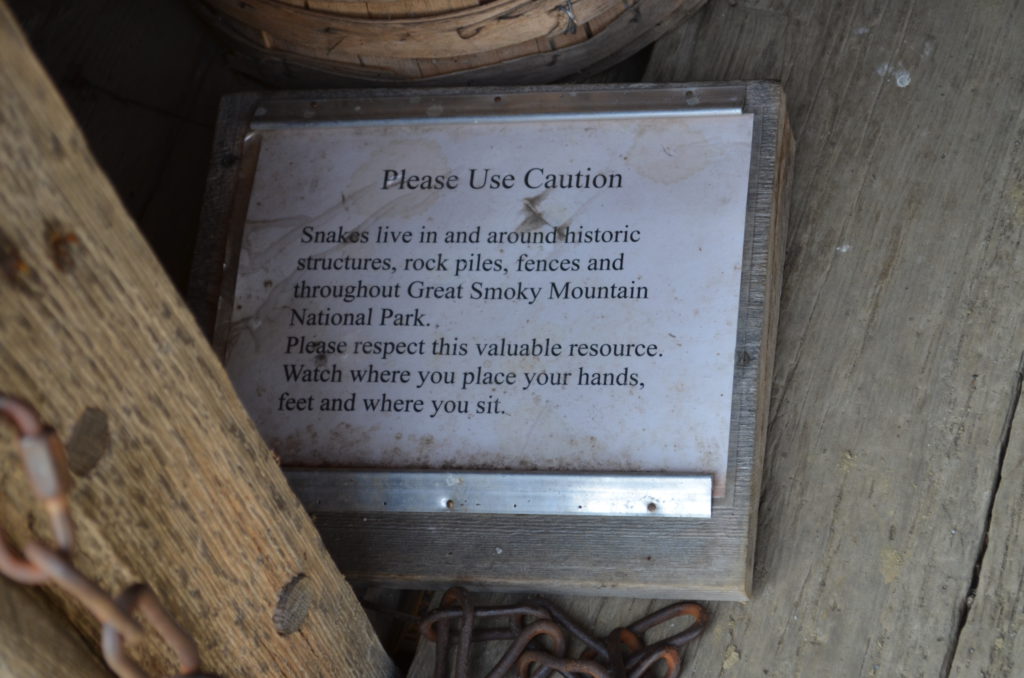 Please Use Caution
Snakes live in and around historic
structures, rock piles, fences and
throughout Great Smoky Mountain
National Park.
Please respect this valuable resource.
Watch where you place your hands,
feet and where you sit.